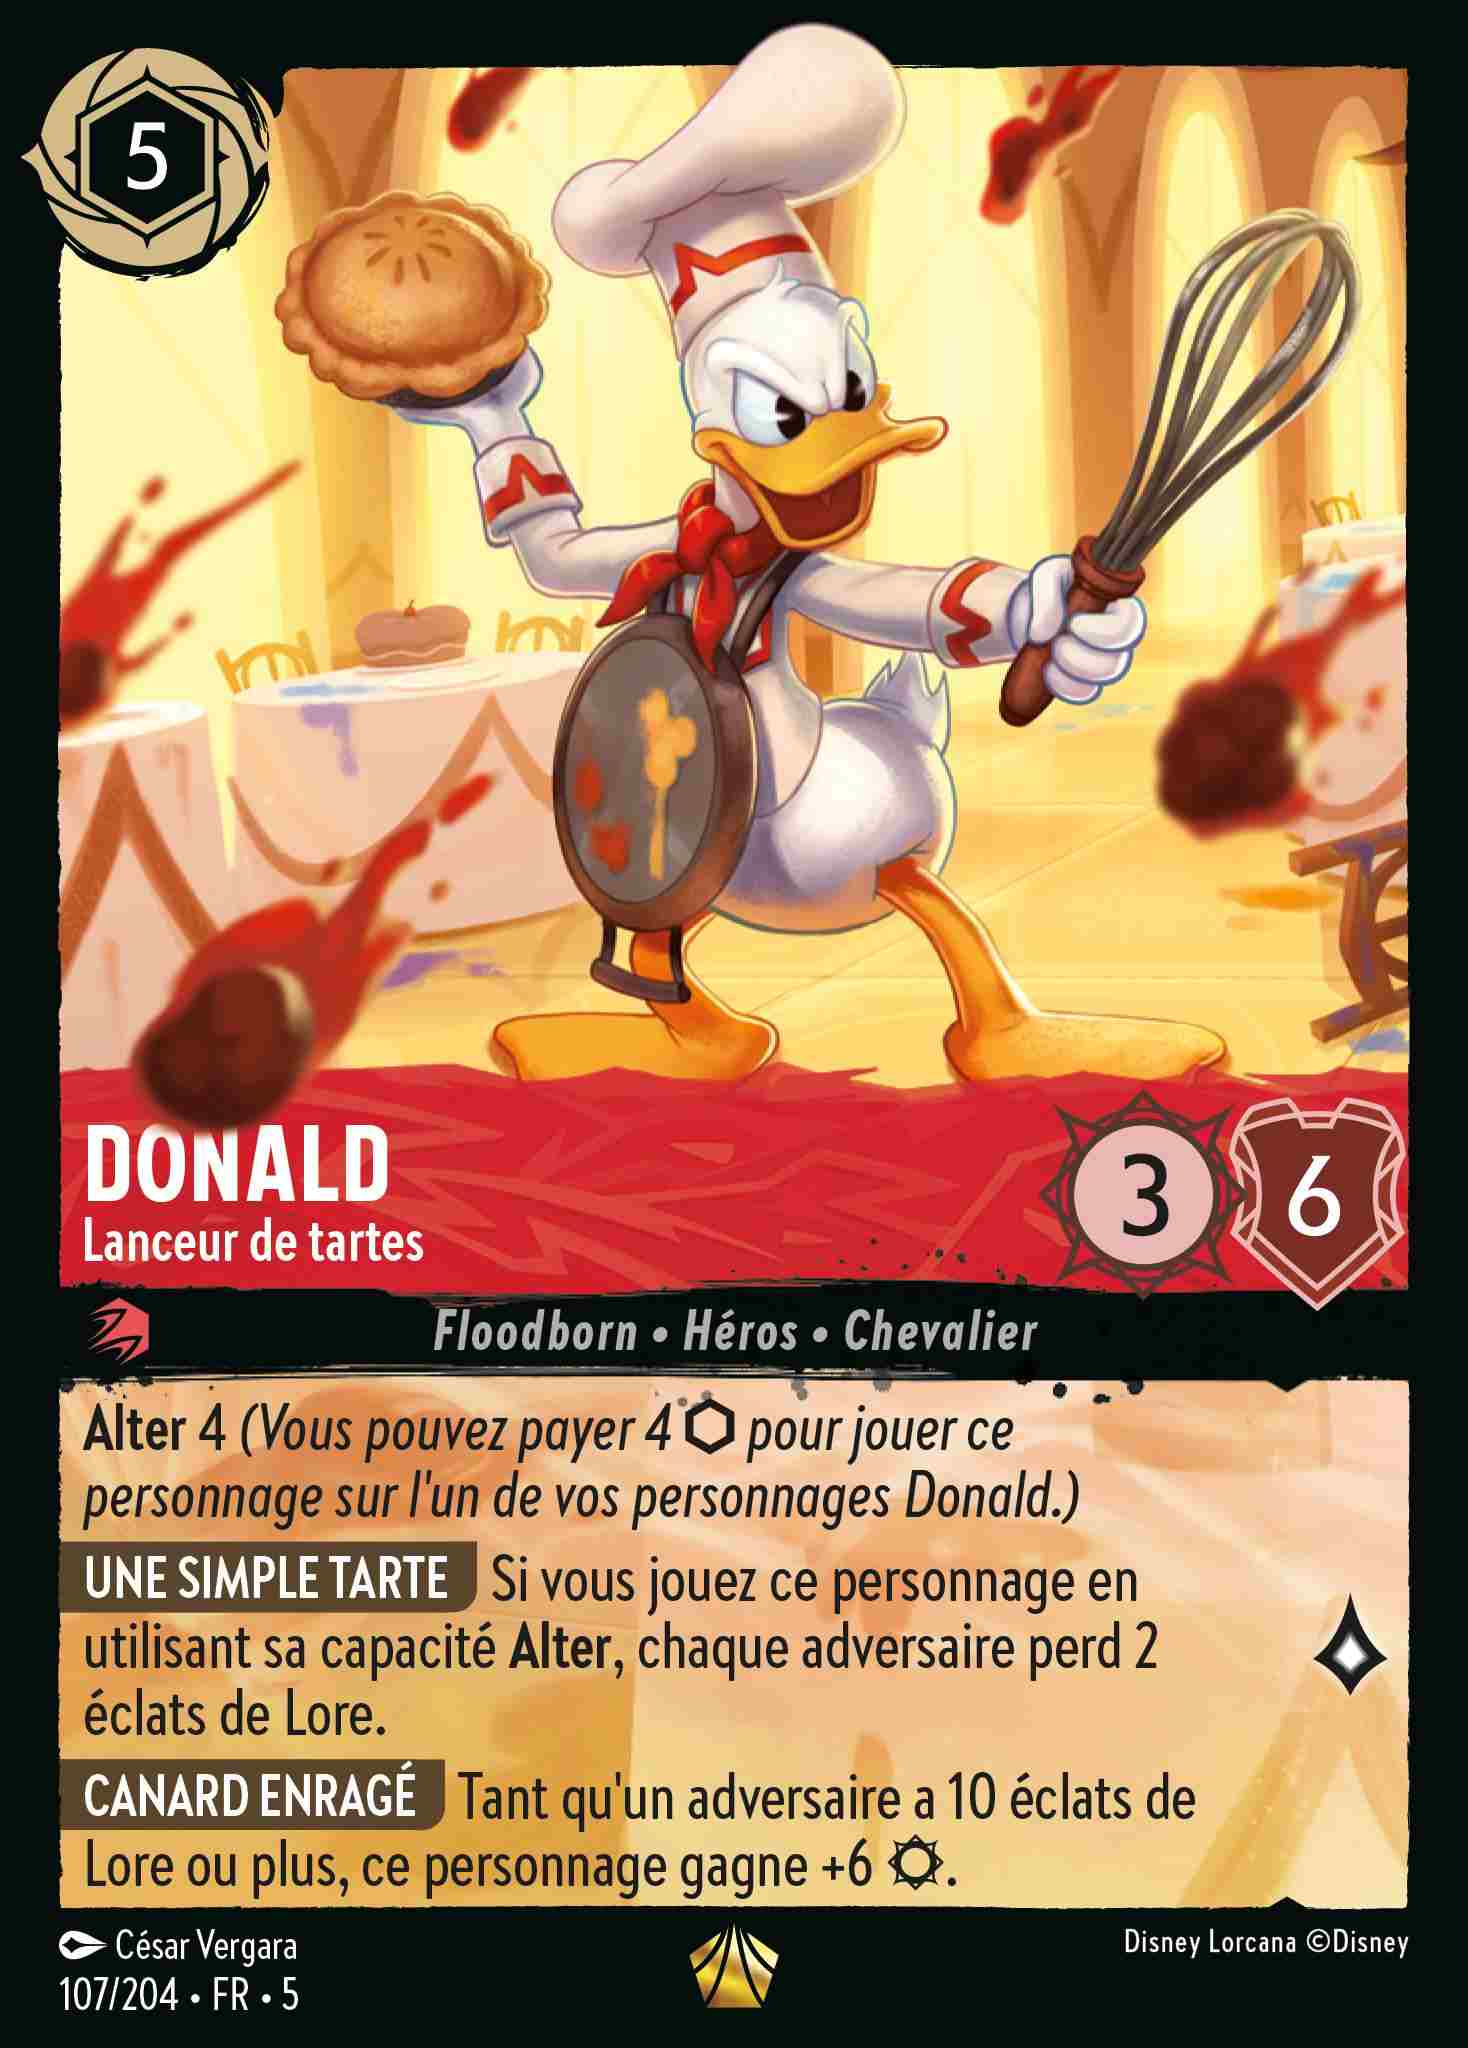 5
DONALD
Lanceur de tartes
3
6
Floodborn • Héros • Chevalier
Alter 4 (Vous pouvez payer 4 ⬡ pour jouer ce
personnage sur l'un de vos personnages Donald.)
UNE SIMPLE TARTE Si vous jouez ce personnage en
utilisant sa capacité Alter, chaque adversaire perd 2
éclats de Lore.
CANARD ENRAGÉ Tant qu'un adversaire a 10 éclats de
Lore ou plus, ce personnage gagne +6 ¤.
César Vergara
Disney Lorcana ©Disney
107/204 • FR • 5